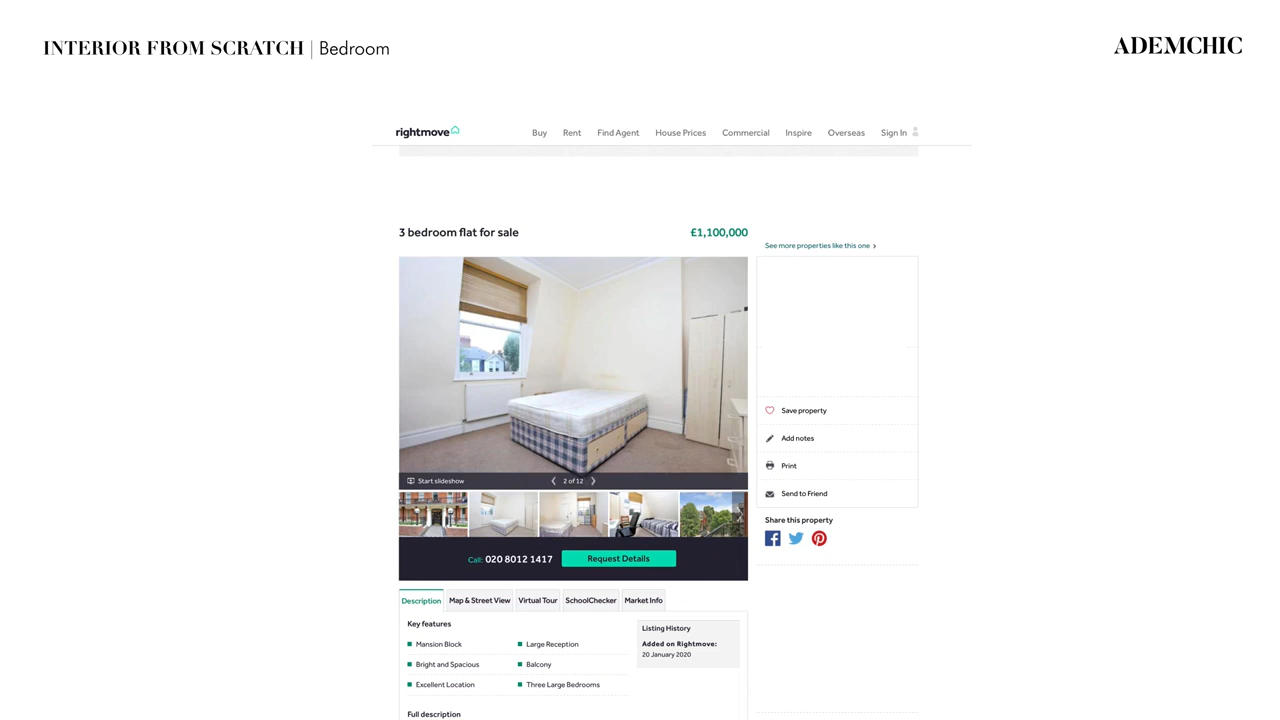 INTERIOR FROM SCRATCH | Bedroom
ADEMCHIC
rightmove
Buy Rent Find Agent House Prices Commercial Inspire Overseas Sign In
3 bedroom flat for sale
£1,100,000
See more properties like this one >
Save property
Add notes
Print
Send to Friend
Share this property
Start slideshow
2 of 12
Call: 020 8012 1417
Request Details
Description Map & Street View Virtual Tour SchoolChecker Market Info
Key features
Mansion Block
Large Reception
Bright and Spacious
Balcony
Excellent Location
Three Large Bedrooms
Listing History
Added on Rightmove:
20 January 2020
Full description